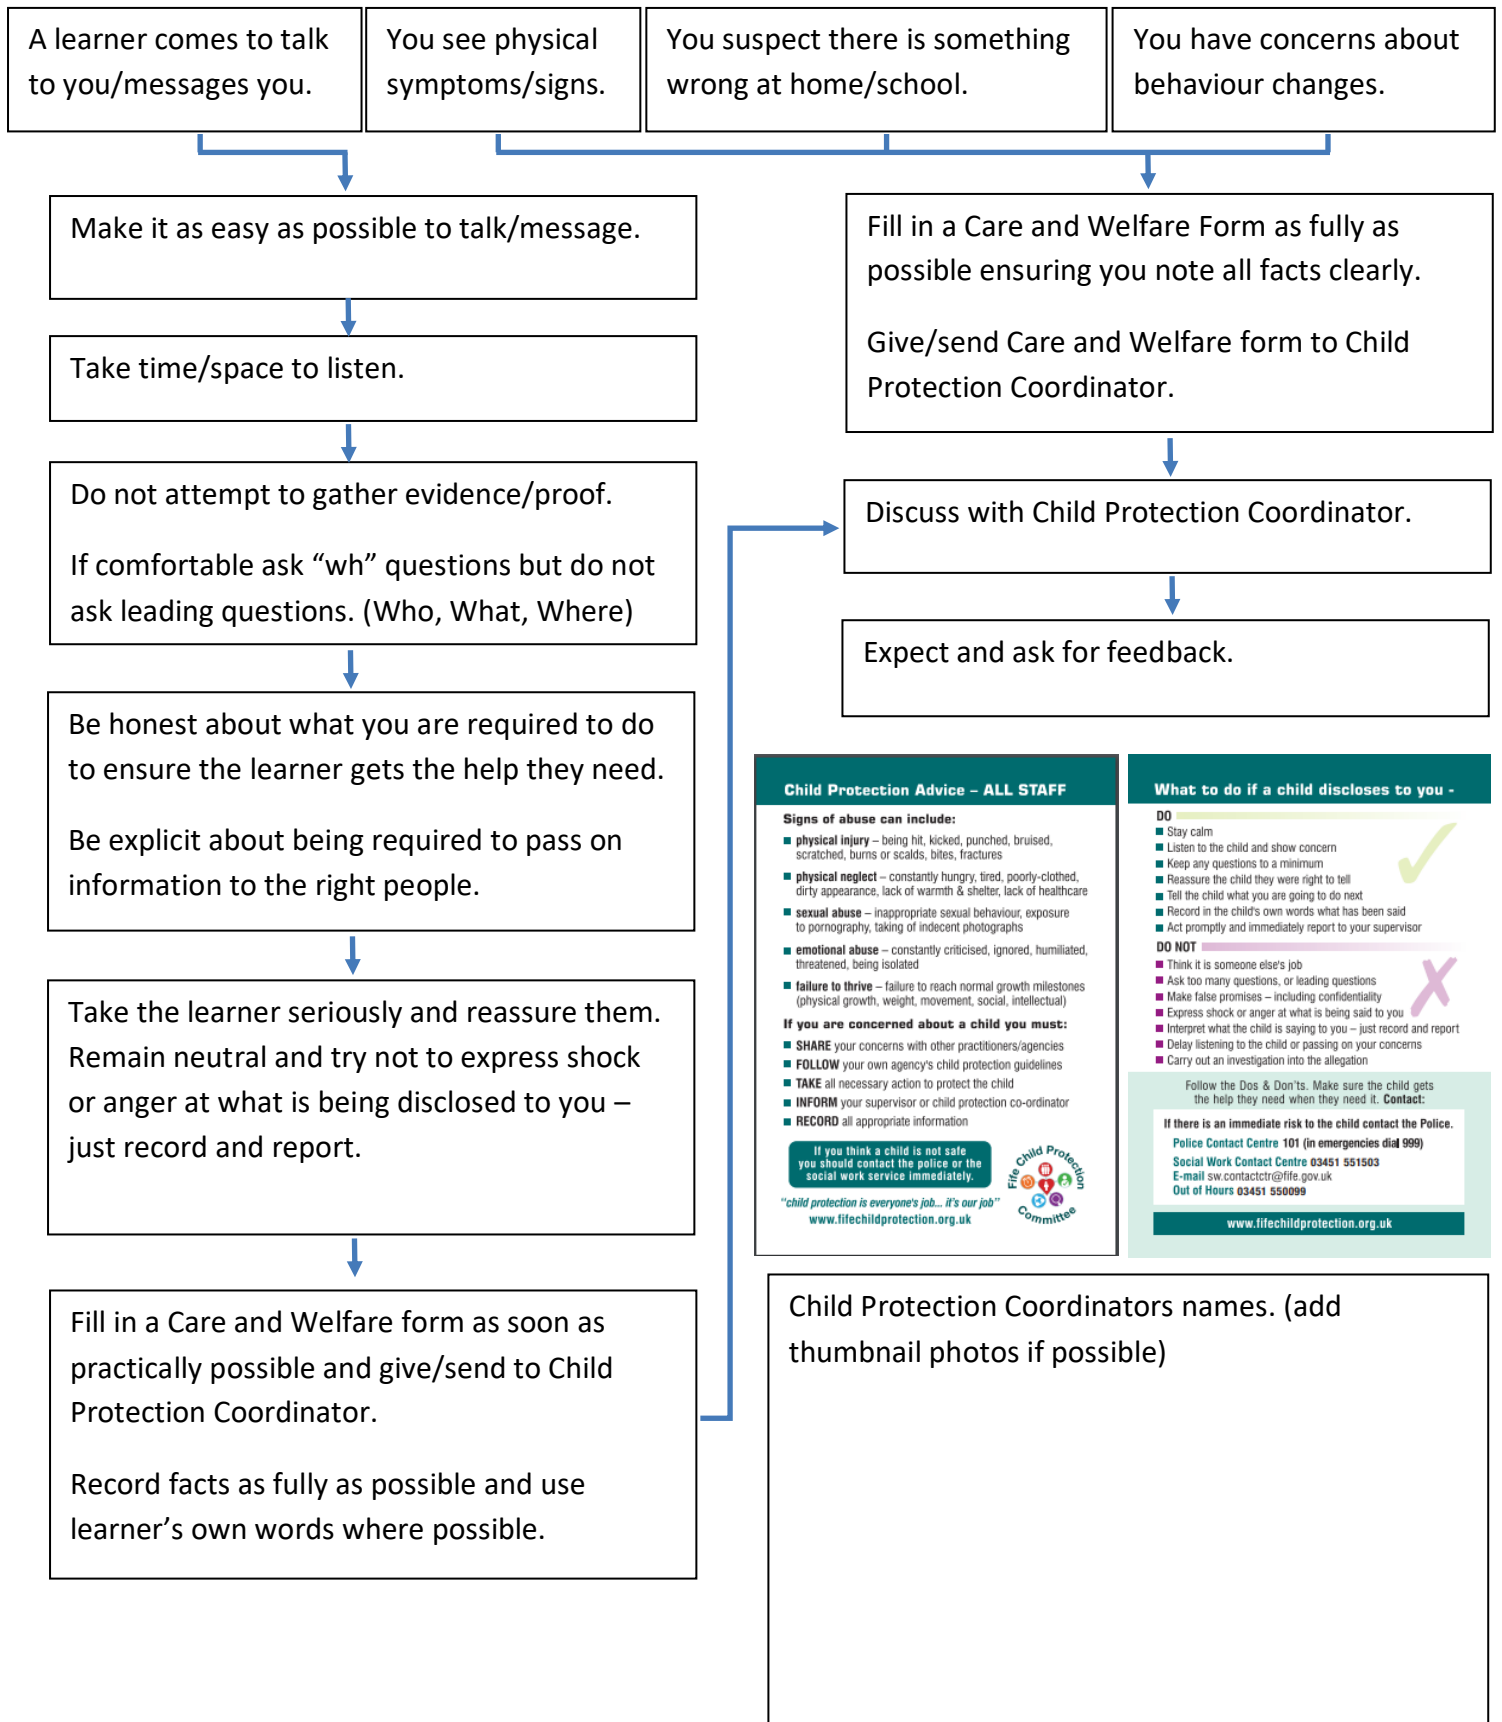 A learner comes to talk
to you/messages you.
You see physical
symptoms/signs.
You suspect there is something
wrong at home/school.
You have concerns about
behaviour changes.
Make it as easy as possible to talk/message.
Take time/space to listen.
Do not attempt to gather evidence/proof.
If comfortable ask “wh” questions but do not
ask leading questions. (Who, What, Where)
Be honest about what you are required to do
to ensure the learner gets the help they need.
Be explicit about being required to pass on
information to the right people.
Take the learner seriously and reassure them.
Remain neutral and try not to express shock
or anger at what is being disclosed to you –
just record and report.
Fill in a Care and Welfare form as soon as
practically possible and give/send to Child
Protection Coordinator.
Record facts as fully as possible and use
learner’s own words where possible.
Fill in a Care and Welfare Form as fully as
possible ensuring you note all facts clearly.
Give/send Care and Welfare form to Child
Protection Coordinator.
Discuss with Child Protection Coordinator.
Expect and ask for feedback.
Child Protection Advice – ALL STAFF
Signs of abuse can include:
physical injury – being hit, kicked, punched, bruised,
scratched, burns or scalds, bites, fractures
physical neglect – constantly hungry, tired, poorly-clothed,
dirty appearance, lack of warmth & shelter, lack of healthcare
sexual abuse – inappropriate sexual behaviour, exposure
to pornography, taking of indecent photographs
emotional abuse – constantly criticised, ignored, humiliated,
threatened, being isolated
failure to thrive – failure to reach normal growth milestones
(physical growth, weight, movement, social, intellectual)
If you are concerned about a child you must:
SHARE your concerns with other practitioners/agencies
FOLLOW your own agency's child protection guidelines
TAKE all necessary action to protect the child
INFORM your supervisor or child protection co-ordinator
RECORD all appropriate information
If you think a child is not safe
you should contact the police or the
social work service immediately.
“child protection is everyone's job... it's our job”
www.fifechildprotection.org.uk
Fife Child Protection
Committee
What to do if a child discloses to you -
DO
Stay calm
Listen to the child and show concern
Keep any questions to a minimum
Reassure the child they were right to tell
Tell the child what you are going to do next
Record in the child's own words what has been said
Act promptly and immediately report to your supervisor
DO NOT
Think it is someone else's job
Ask too many questions, or leading questions
Make false promises – including confidentiality
Express shock or anger at what is being said to you
Interpret what the child is saying to you – just record and report
Delay listening to the child or passing on your concerns
Carry out an investigation into the allegation
Follow the Dos & Don'ts. Make sure the child gets
the help they need when they need it. Contact:
If there is an immediate risk to the child contact the Police.
Police Contact Centre 101 (in emergencies dial 999)
Social Work Contact Centre 03451 551503
E-mail sw.contactctr@fife.gov.uk
Out of Hours 03451 550099
www.fifechildprotection.org.uk
Child Protection Coordinators names. (add
thumbnail photos if possible)